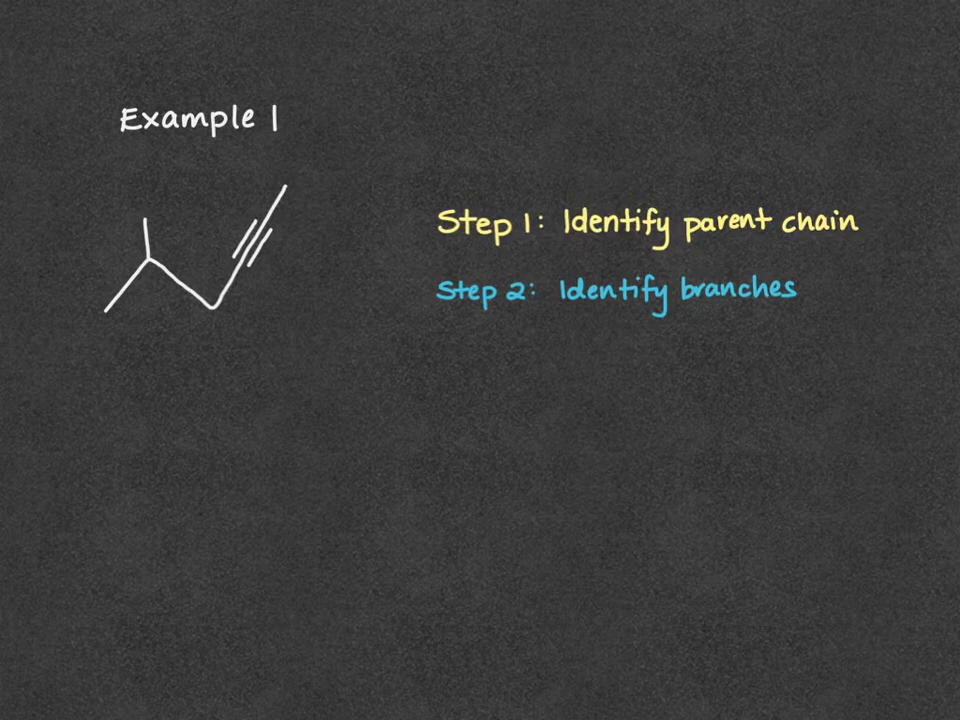 Example 1
Step 1: Identify parent chain
Step 2: Identify branches